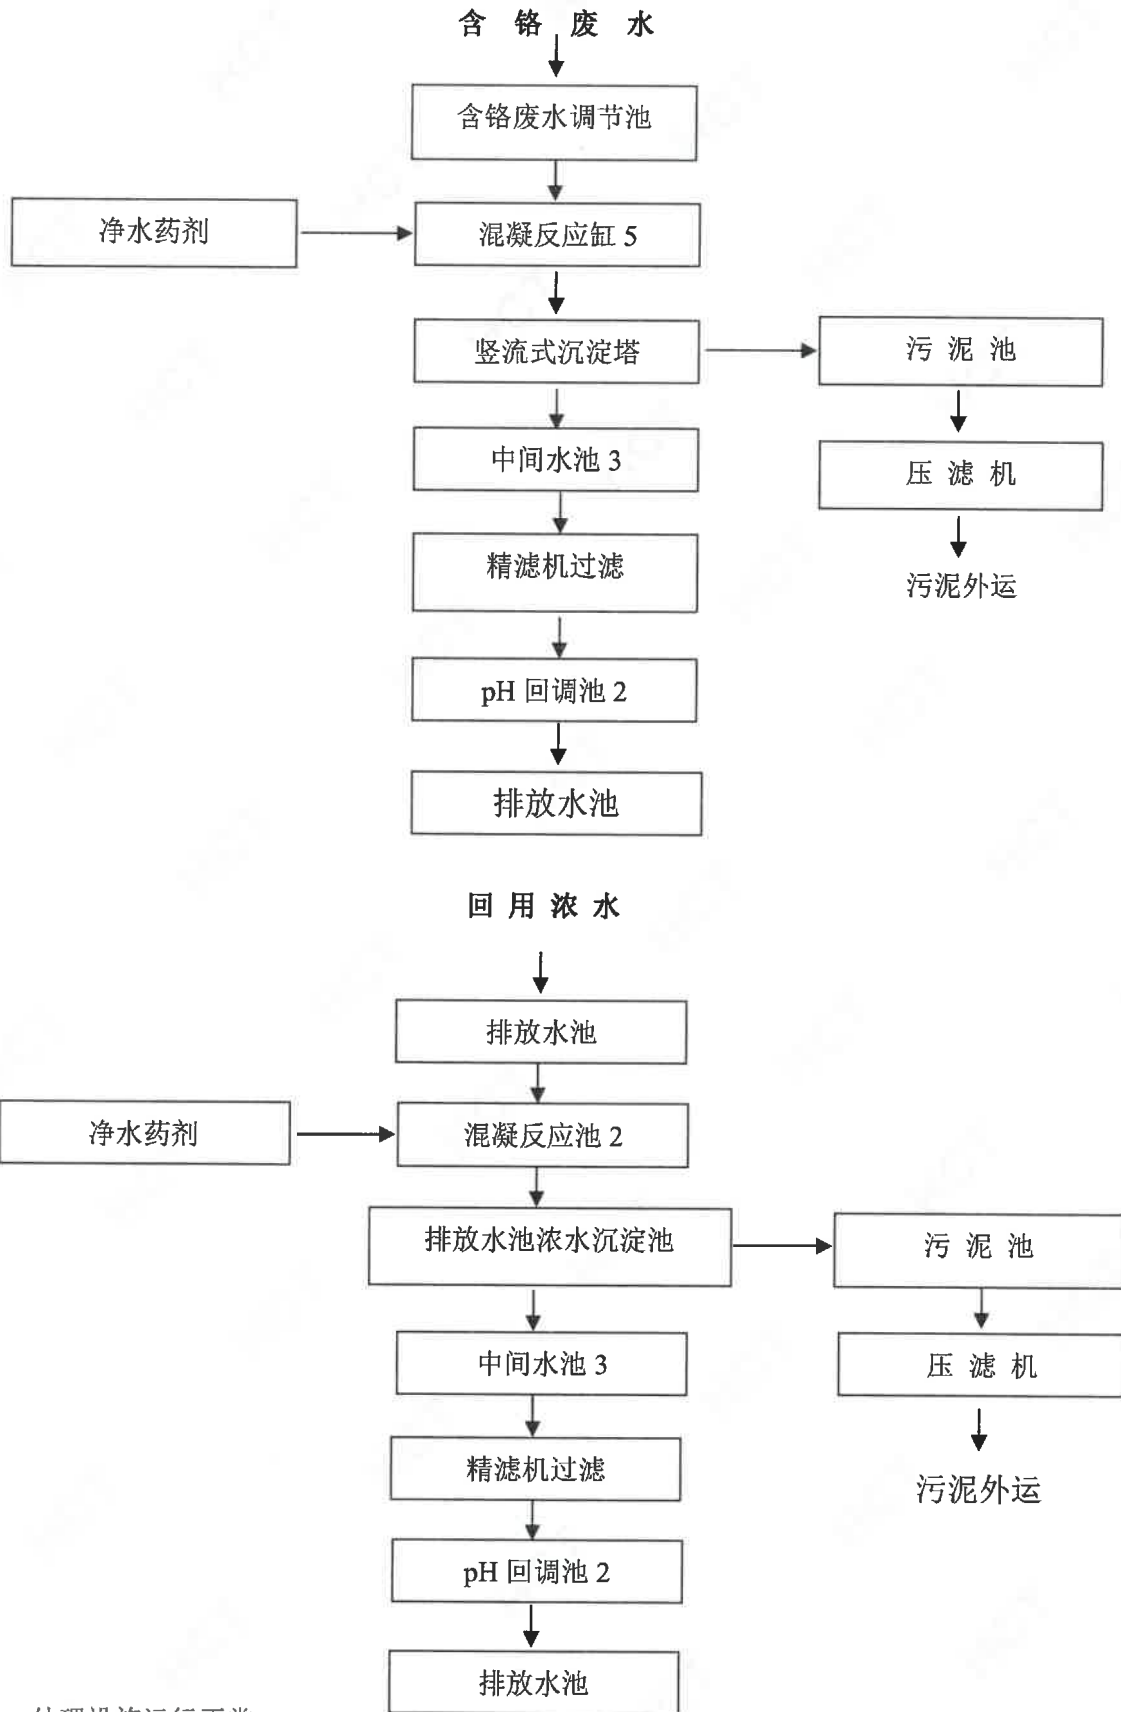 含 铬 废 水
含铬废水调节池
净水药剂
混凝反应缸 5
竖流式沉淀塔
污 泥 池
中间水池 3
压 滤 机
精滤机过滤
污泥外运
pH 回调池 2
排放水池
回 用 浓 水
排放水池
净水药剂
混凝反应池 2
排放水池浓水沉淀池
污 泥 池
中间水池 3
压 滤 机
精滤机过滤
污泥外运
pH 回调池 2
排放水池